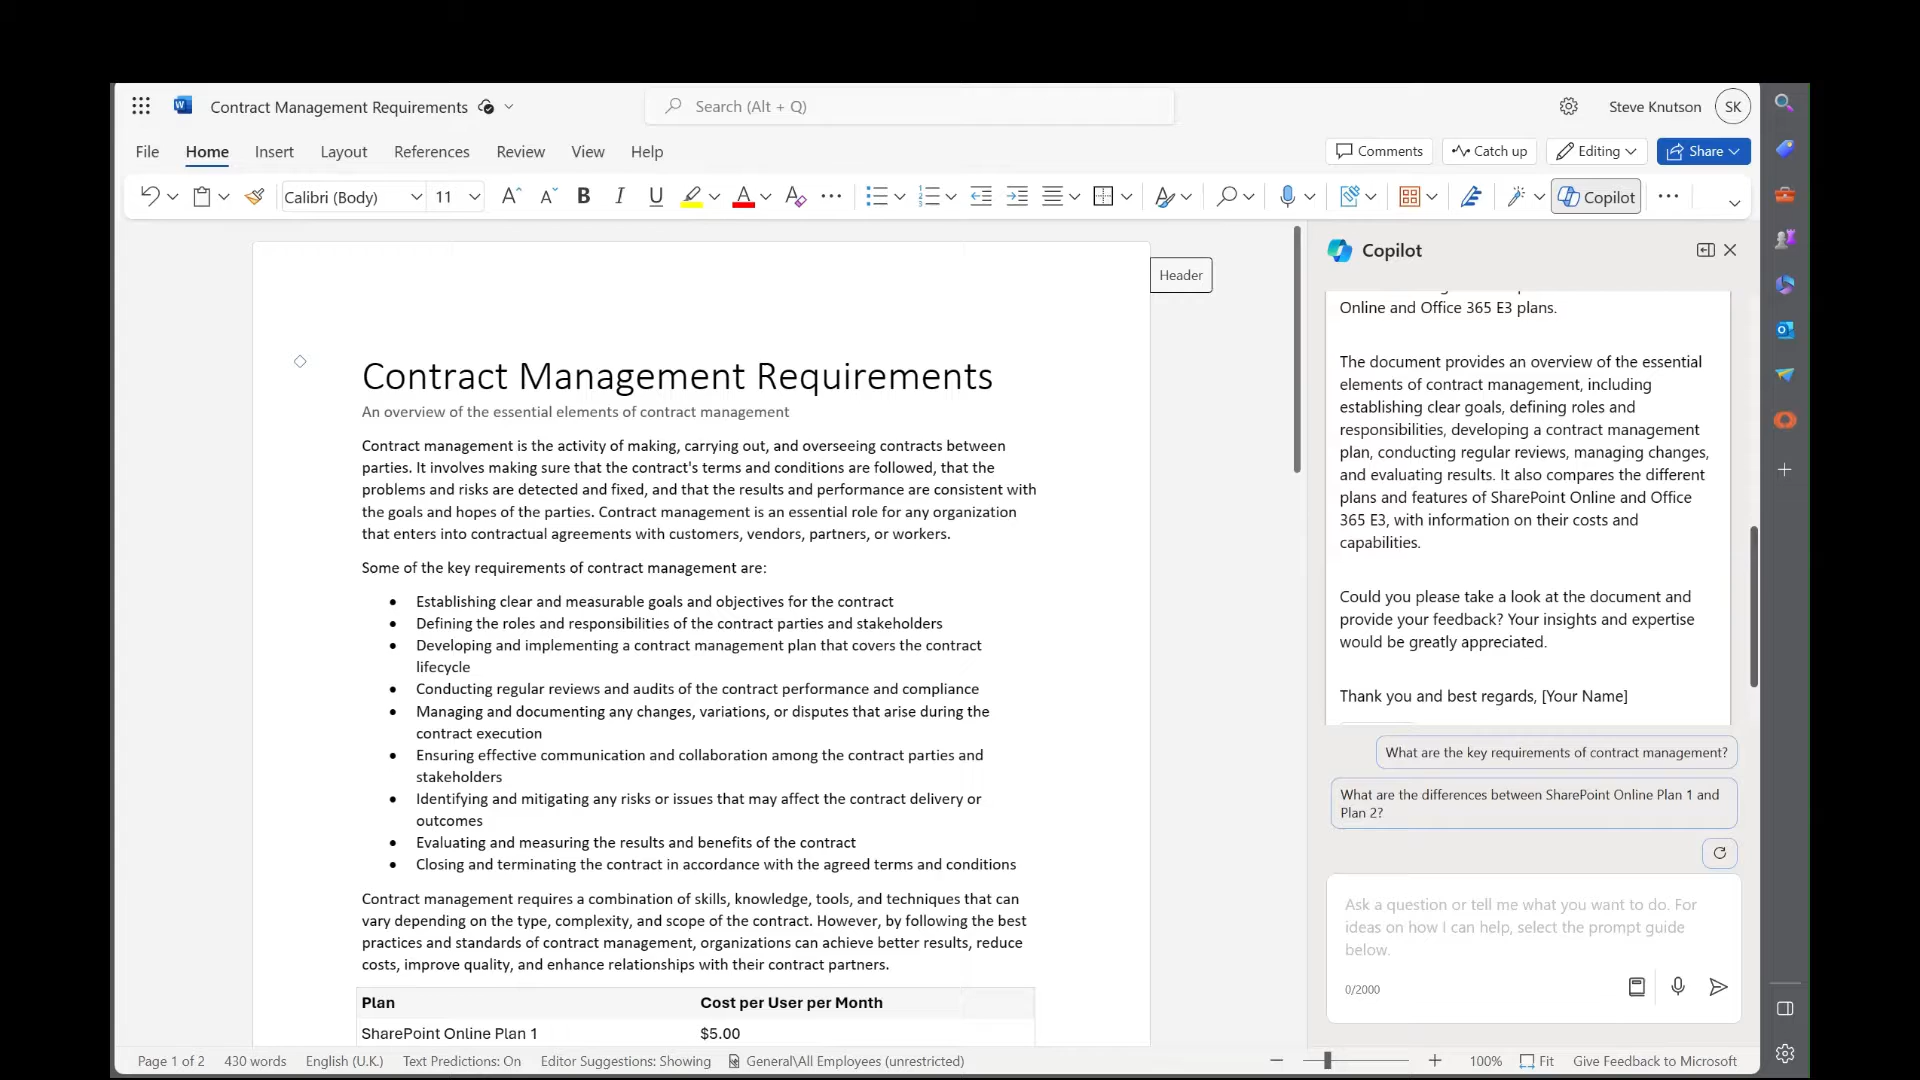 Contract Management Requirements
Search (Alt + Q)
Steve Knutson
SK
File
Home
Insert
Layout
References
Review
View
Help
Comments
Catch up
Editing
Share
Calibri (Body)
11
Copilot
Header
Contract Management Requirements
An overview of the essential elements of contract management
Contract management is the activity of making, carrying out, and overseeing contracts between
parties. It involves making sure that the contract's terms and conditions are followed, that the
problems and risks are detected and fixed, and that the results and performance are consistent with
the goals and hopes of the parties. Contract management is an essential role for any organization
that enters into contractual agreements with customers, vendors, partners, or workers.
Some of the key requirements of contract management are:
• Establishing clear and measurable goals and objectives for the contract
• Defining the roles and responsibilities of the contract parties and stakeholders
• Developing and implementing a contract management plan that covers the contract
lifecycle
• Conducting regular reviews and audits of the contract performance and compliance
• Managing and documenting any changes, variations, or disputes that arise during the
contract execution
• Ensuring effective communication and collaboration among the contract parties and
stakeholders
• Identifying and mitigating any risks or issues that may affect the contract delivery or
outcomes
• Evaluating and measuring the results and benefits of the contract
• Closing and terminating the contract in accordance with the agreed terms and conditions
Contract management requires a combination of skills, knowledge, tools, and techniques that can
vary depending on the type, complexity, and scope of the contract. However, by following the best
practices and standards of contract management, organizations can achieve better results, reduce
costs, improve quality, and enhance relationships with their contract partners.
Plan
Cost per User per Month
SharePoint Online Plan 1
$5.00
Copilot
Online and Office 365 E3 plans.
The document provides an overview of the essential
elements of contract management, including
establishing clear goals, defining roles and
responsibilities, developing a contract management
plan, conducting regular reviews, managing changes,
and evaluating results. It also compares the different
plans and features of SharePoint Online and Office
365 E3, with information on their costs and
capabilities.
Could you please take a look at the document and
provide your feedback? Your insights and expertise
would be greatly appreciated.
Thank you and best regards, [Your Name]
What are the key requirements of contract management?
What are the differences between SharePoint Online Plan 1 and
Plan 2?
Ask a question or tell me what you want to do. For
ideas on how I can help, select the prompt guide
below.
0/2000
Page 1 of 2
430 words
English (U.K.)
Text Predictions: On
Editor Suggestions: Showing
General\All Employees (unrestricted)
100%
Fit
Give Feedback to Microsoft